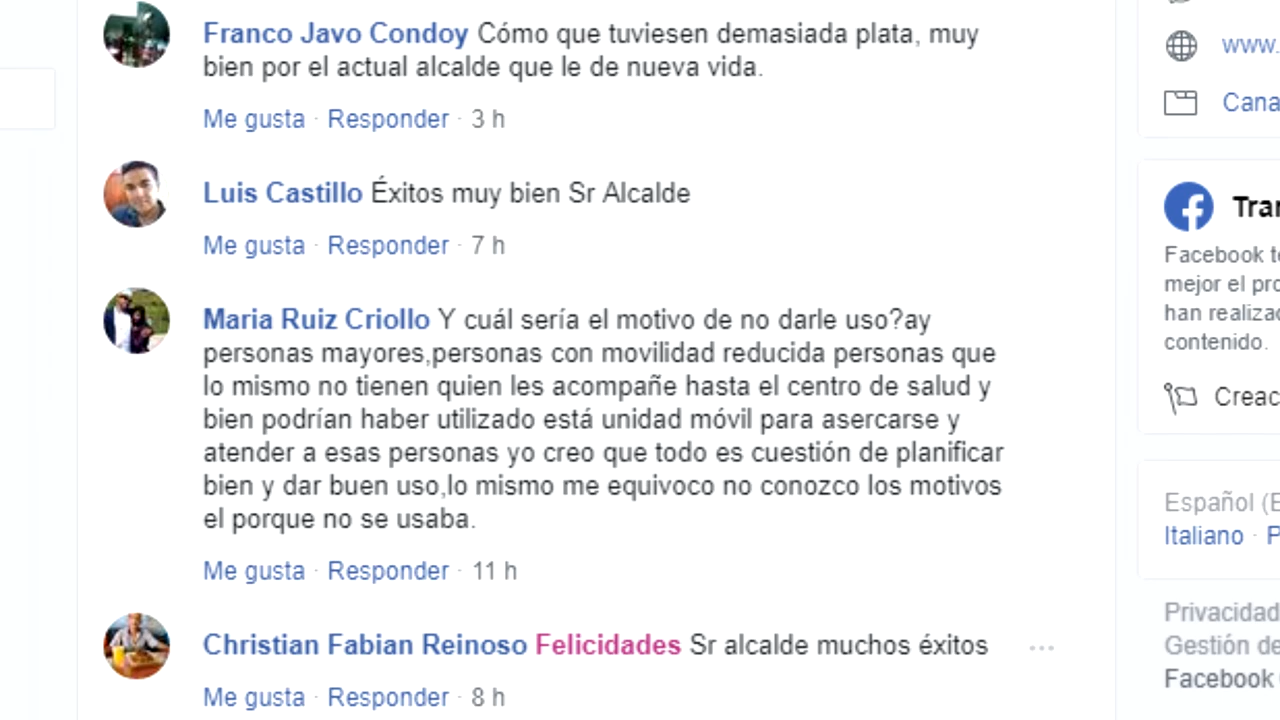 Franco Javo Condoy Cómo que tuviesen demasiada plata, muy
bien por el actual alcalde que le de nueva vida.
Me gusta · Responder · 3 h
Luis Castillo Éxitos muy bien Sr Alcalde
Me gusta · Responder · 7 h
Maria Ruiz Criollo Y cuál sería el motivo de no darle uso?ay
personas mayores,personas con movilidad reducida personas que
lo mismo no tienen quien les acompañe hasta el centro de salud y
bien podrían haber utilizado está unidad móvil para asercarse y
atender a esas personas yo creo que todo es cuestión de planificar
bien y dar buen uso,lo mismo me equivoco no conozco los motivos
el porque no se usaba.
Me gusta · Responder · 11 h
Christian Fabian Reinoso Felicidades Sr alcalde muchos éxitos
Me gusta · Responder · 8 h
www.
Cana
Tran
Facebook te
mejor el pro
han realizad
contenido.
Creac
Español (E
Italiano · P
Privacidad
Gestión de
Facebook